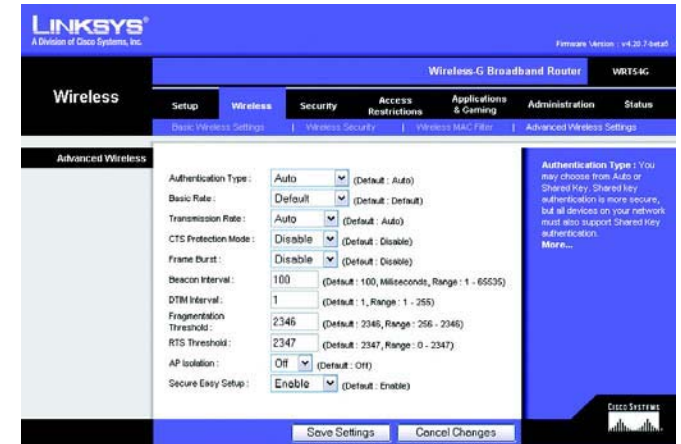 LINKSYS®
A Division of Cisco Systems, Inc.
Firmware Version : v4.20.7-beta6
Wireless-G Broadband Router WRT54G
Wireless
Setup Wireless Security Access Restrictions Applications & Gaming Administration Status
Basic Wireless Settings | Wireless Security | Wireless MAC Filter | Advanced Wireless Settings
Advanced Wireless
Authentication Type : Auto (Default : Auto)
Basic Rate : Default (Default : Default)
Transmission Rate : Auto (Default : Auto)
CTS Protection Mode : Disable (Default : Disable)
Frame Burst : Disable (Default : Disable)
Beacon Interval : 100 (Default : 100, Miliseconds, Range : 1 - 65535)
DTIM Interval : 1 (Default : 1, Range : 1 - 255)
Fragmentation
Threshold : 2346 (Default : 2346, Range : 256 - 2346)
RTS Threshold : 2347 (Default : 2347, Range : 0 - 2347)
AP Isolation : Off (Default : Off)
Secure Easy Setup : Enable (Default : Enable)
Authentication Type : You
may choose from Auto or
Shared Key. Shared key
authentication is more secure,
but all devices on your network
must also support Shared Key
authentication.
More...
Save Settings Cancel Changes
CISCO SYSTEMS